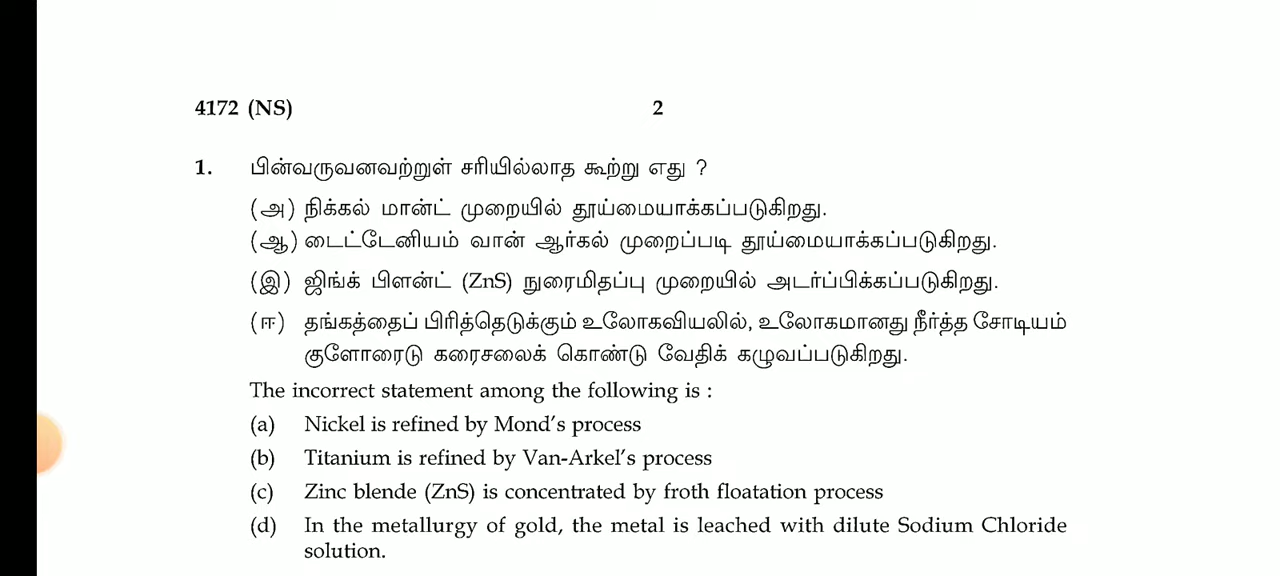 4172 (NS) 2
1. பின்வருவனவற்றுள் சரியில்லாத கூற்று எது ?
(அ) நிக்கல் மாண்ட் முறையில் தூய்மையாக்கப்படுகிறது.
(ஆ) டைட்டேனியம் வான் ஆர்கல் முறைப்படி தூய்மையாக்கப்படுகிறது.
(இ) ஜிங்க் பிளன்ட் (ZnS) நுரைமிதப்பு முறையில் அடர்ப்பிக்கப்படுகிறது.
(ஈ) தங்கத்தைப் பிரித்தெடுக்கும் உலோகவியலில், உலோகமானது நீர்த்த சோடியம்
குளோரைடு கரைசலைக் கொண்டு வேதிக் கழுவப்படுகிறது.
The incorrect statement among the following is :
(a) Nickel is refined by Mond's process
(b) Titanium is refined by Van-Arkel's process
(c) Zinc blende (ZnS) is concentrated by froth floatation process
(d) In the metallurgy of gold, the metal is leached with dilute Sodium Chloride
solution.